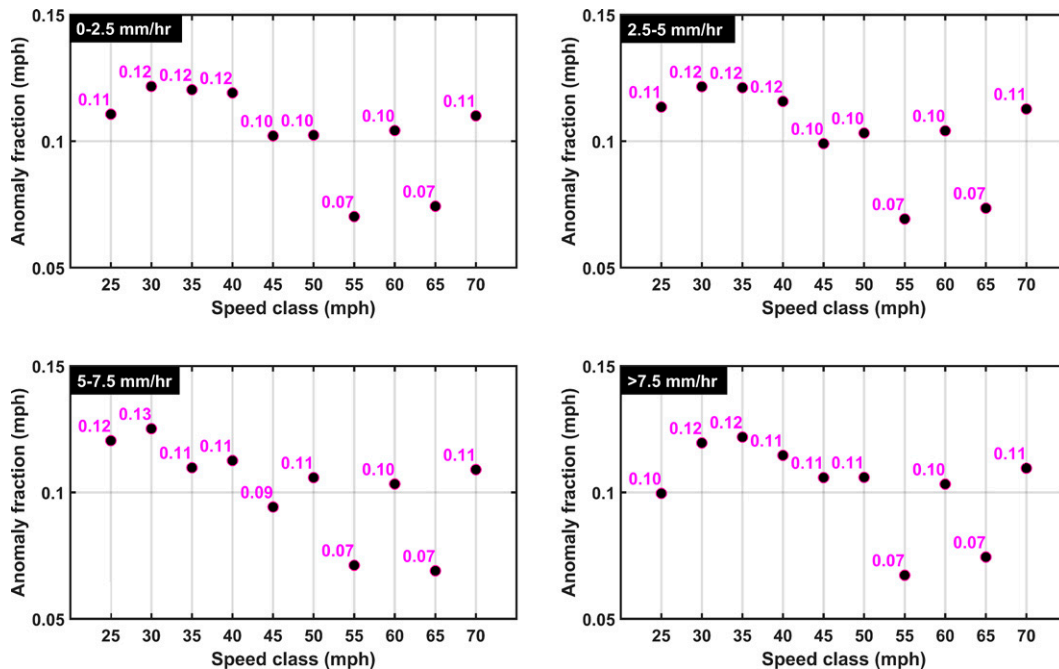 0-2.5 mm/hr
Anomaly fraction (mph)
0.15
0.1
0.05
0.11 0.12 0.12 0.12 0.10 0.10 0.07 0.10 0.07 0.11
25 30 35 40 45 50 55 60 65 70
Speed class (mph)
2.5-5 mm/hr
Anomaly fraction (mph)
0.15
0.1
0.05
0.11 0.12 0.12 0.12 0.10 0.10 0.07 0.10 0.07 0.11
25 30 35 40 45 50 55 60 65 70
Speed class (mph)
5-7.5 mm/hr
Anomaly fraction (mph)
0.15
0.1
0.05
0.12 0.13 0.11 0.11 0.09 0.11 0.07 0.10 0.07 0.11
25 30 35 40 45 50 55 60 65 70
Speed class (mph)
>7.5 mm/hr
Anomaly fraction (mph)
0.15
0.1
0.05
0.10 0.12 0.12 0.11 0.11 0.11 0.07 0.10 0.07 0.11
25 30 35 40 45 50 55 60 65 70
Speed class (mph)